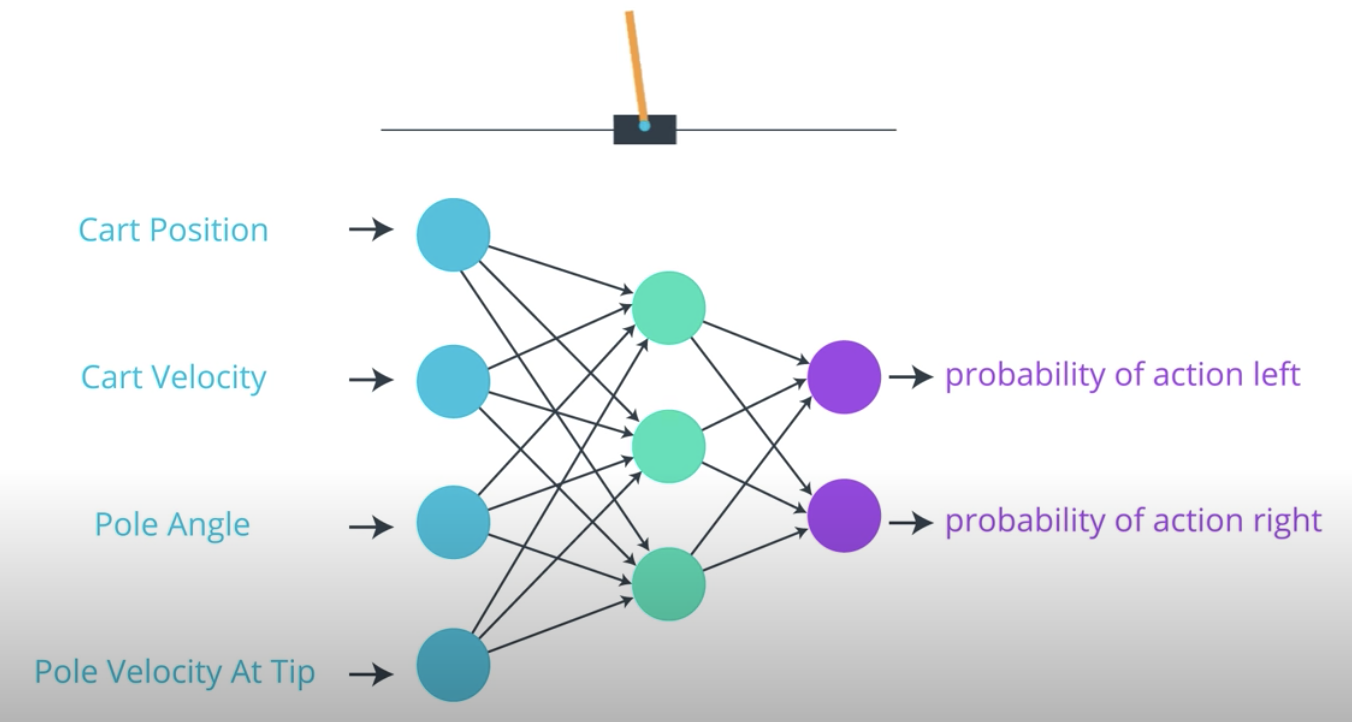 Cart Position
Cart Velocity
probability of action left
Pole Angle
probability of action right
Pole Velocity At Tip